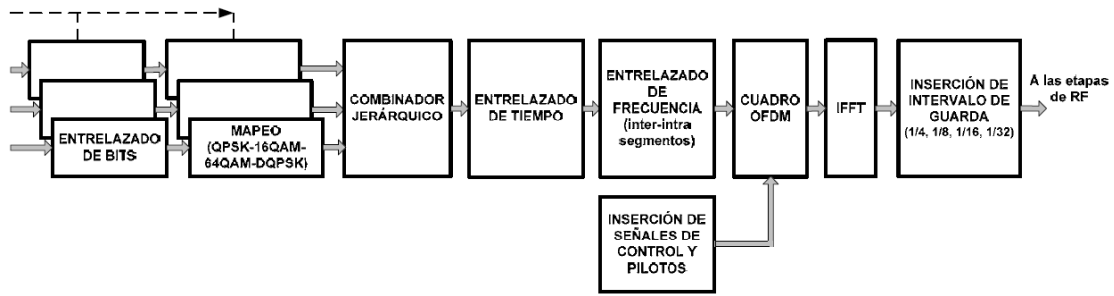 ENTRELAZADO
DE BITS
MAPEO
(QPSK-16QAM-
64QAM-DQPSK)
COMBINADOR
JERÁRQUICO
ENTRELAZADO
DE TIEMPO
ENTRELAZADO
DE
FRECUENCIA
(inter-intra
segmentos)
CUADRO
OFDM
IFFT
INSERCIÓN DE
INTERVALO DE
GUARDA
(1/4, 1/8, 1/16, 1/32)
A las etapas
de RF
INSERCIÓN DE
SEÑALES DE
CONTROL Y
PILOTOS